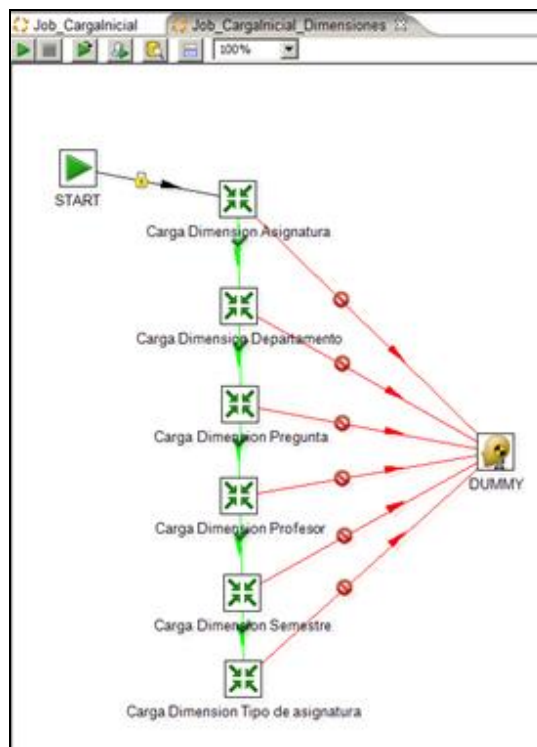 Job_CargaInicial
Job_CargaInicial_Dimensiones
100%
START
Carga Dimension Asignatura
Carga Dimension Departamento
Carga Dimension Pregunta
DUMMY
Carga Dimension Profesor
Carga Dimension Semestre
Carga Dimension Tipo de asignatura